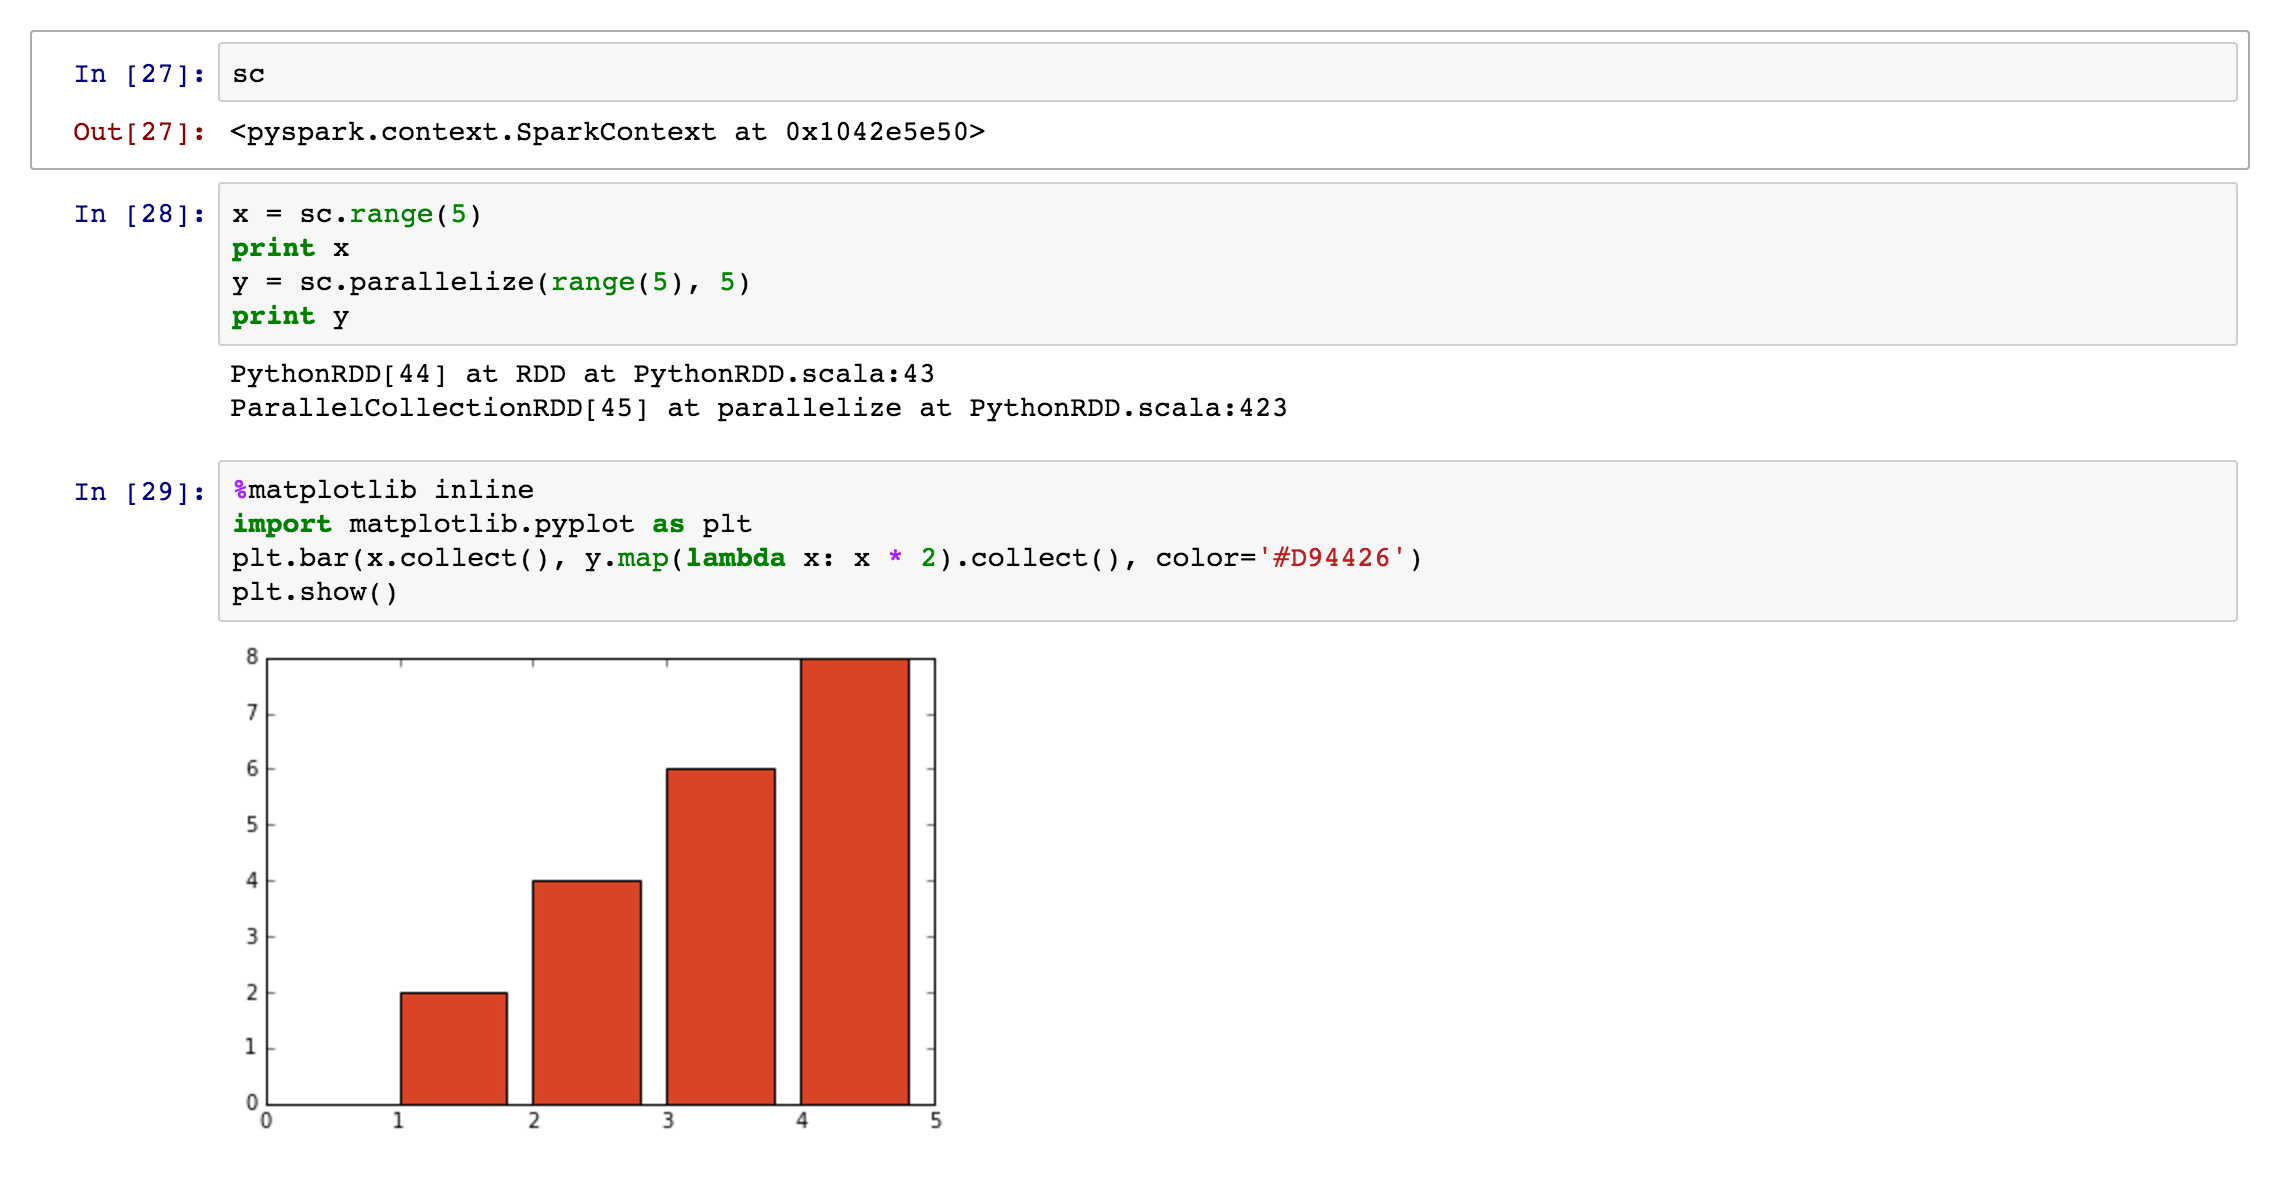 In [27]: sc
Out[27]: <pyspark.context.SparkContext at 0x1042e5e50>
In [28]: x = sc.range(5)
print x
y = sc.parallelize(range(5), 5)
print y
PythonRDD[44] at RDD at PythonRDD.scala:43
ParallelCollectionRDD[45] at parallelize at PythonRDD.scala:423
In [29]: %matplotlib inline
import matplotlib.pyplot as plt
plt.bar(x.collect(), y.map(lambda x: x * 2).collect(), color='#D94426')
plt.show()
8
7
6
5
4
3
2
1
0
0 1 2 3 4 5